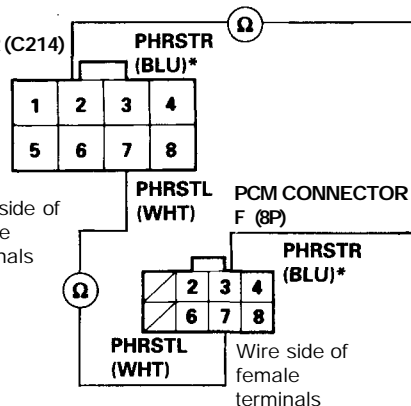 Ω
(C214)
PHRSTR
(BLU)*
1 2 3 4
5 6 7 8
PHRSTL
(WHT)
side of
Ω
PCM CONNECTOR
F (8P)
PHRSTR
(BLU)*
2 3 4
6 7 8
PHRSTL
(WHT)
Wire side of
female
terminals